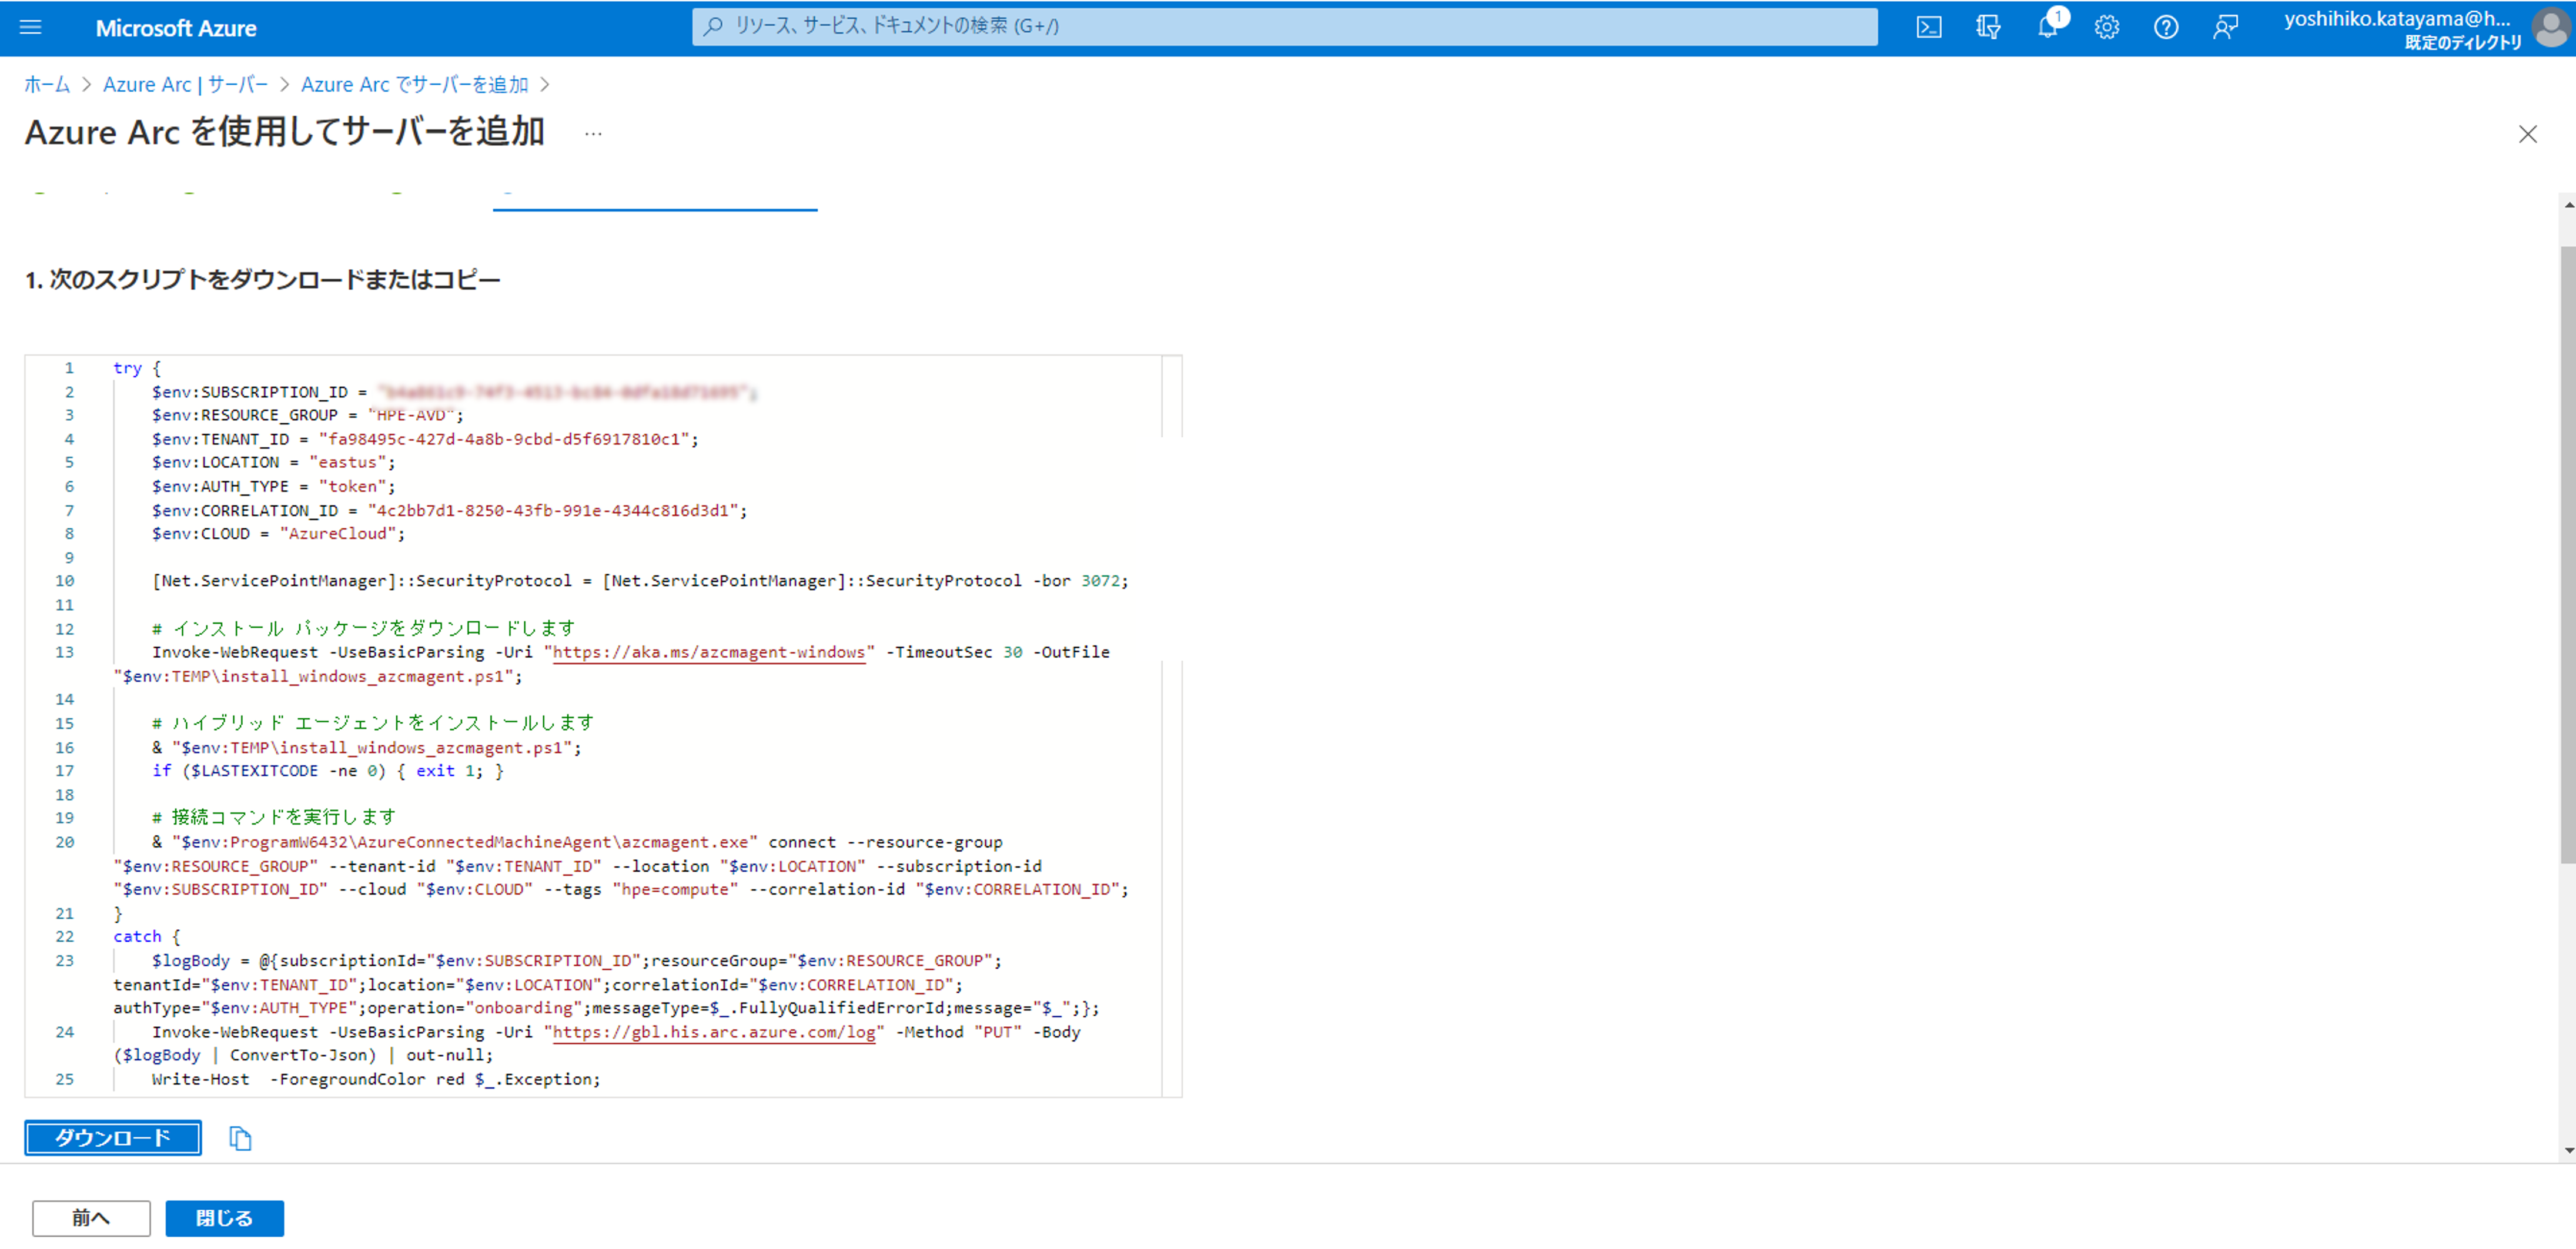 Microsoft Azure
リソース、サービス、ドキュメントの検索 (G+/)
1
yoshihiko.katayama@h...
既定のディレクトリ
ホーム > Azure Arc | サーバー > Azure Arc でサーバーを追加 >
Azure Arc を使用してサーバーを追加 ...
1. 次のスクリプトをダウンロードまたはコピー
1 try {
2 $env:SUBSCRIPTION_ID =
3 $env:RESOURCE_GROUP = "HPE-AVD";
4 $env:TENANT_ID = "fa98495c-427d-4a8b-9cbd-d5f6917810c1";
5 $env:LOCATION = "eastus";
6 $env:AUTH_TYPE = "token";
7 $env:CORRELATION_ID = "4c2bb7d1-8250-43fb-991e-4344c816d3d1";
8 $env:CLOUD = "AzureCloud";
9
10 [Net.ServicePointManager]::SecurityProtocol = [Net.ServicePointManager]::SecurityProtocol -bor 3072;
11
12 # インストール パッケージをダウンロードします
13 Invoke-WebRequest -UseBasicParsing -Uri "https://aka.ms/azcmagent-windows" -TimeoutSec 30 -OutFile
"$env:TEMP\install_windows_azcmagent.ps1";
14
15 # ハイブリッド エージェントをインストールします
16 & "$env:TEMP\install_windows_azcmagent.ps1";
17 if ($LASTEXITCODE -ne 0) { exit 1; }
18
19 # 接続コマンドを実行します
20 & "$env:ProgramW6432\AzureConnectedMachineAgent\azcmagent.exe" connect --resource-group
"$env:RESOURCE_GROUP" --tenant-id "$env:TENANT_ID" --location "$env:LOCATION" --subscription-id
"$env:SUBSCRIPTION_ID" --cloud "$env:CLOUD" --tags "hpe=compute" --correlation-id "$env:CORRELATION_ID";
21 }
22 catch {
23 $logBody = @{subscriptionId="$env:SUBSCRIPTION_ID";resourceGroup="$env:RESOURCE_GROUP";
tenantId="$env:TENANT_ID";location="$env:LOCATION";correlationId="$env:CORRELATION_ID";
authType="$env:AUTH_TYPE";operation="onboarding";messageType=$_.FullyQualifiedErrorId;message="$_";};
24 Invoke-WebRequest -UseBasicParsing -Uri "https://gbl.his.arc.azure.com/log" -Method "PUT" -Body
($logBody | ConvertTo-Json) | out-null;
25 Write-Host  -ForegroundColor red $_.Exception;
ダウンロード
前へ
閉じる